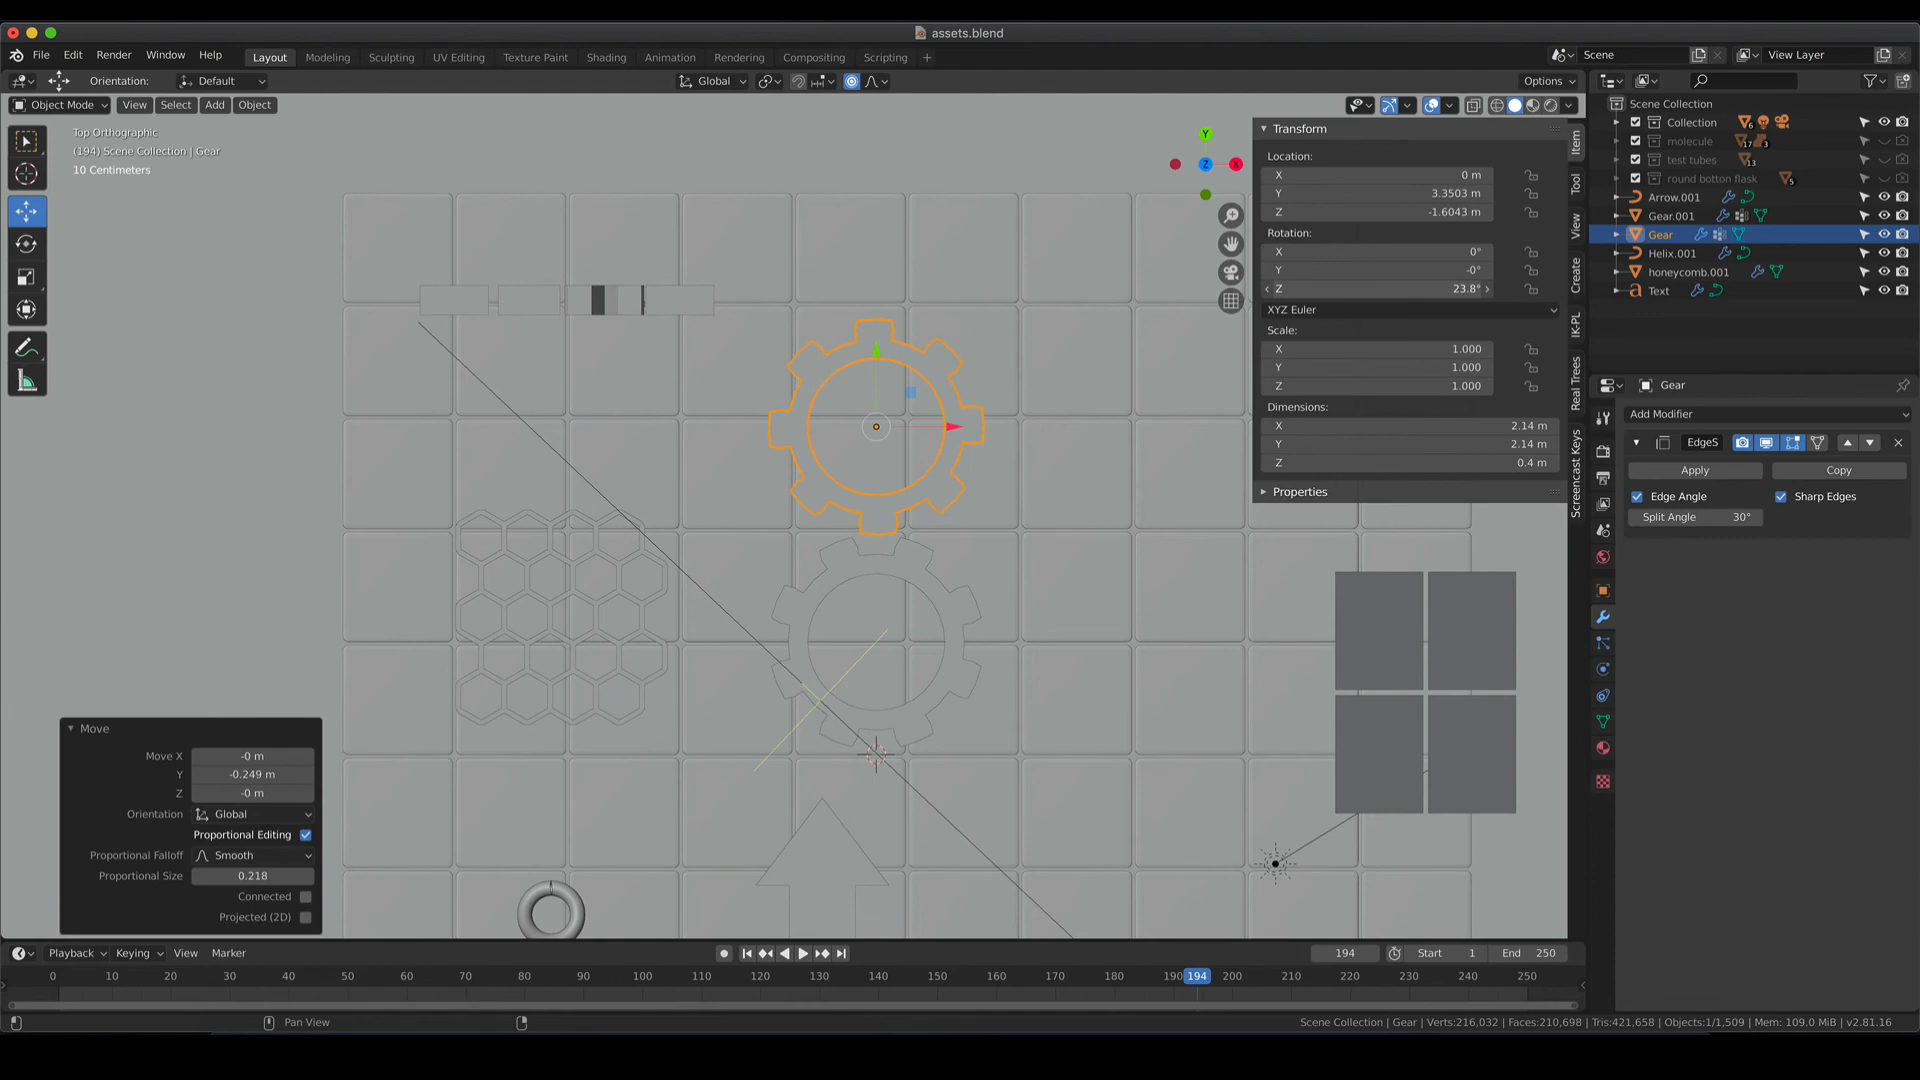 assets.blend
File Edit Render Window Help
Layout Modeling Sculpting UV Editing Texture Paint Shading Animation Rendering Compositing Scripting +
Scene
View Layer
Orientation: Default
Global
Options
Object Mode View Select Add Object
Top Orthographic
(194) Scene Collection | Gear
10 Centimeters
Y
Z
X
Transform
Location:
X 0 m
Y 3.3503 m
Z -1.6043 m
Rotation:
X 0°
Y -0°
Z 23.8°
XYZ Euler
Scale:
X 1.000
Y 1.000
Z 1.000
Dimensions:
X 2.14 m
Y 2.14 m
Z 0.4 m
Properties
Item
Tool
View
Create
IK-PL
Real Trees
Screencast Keys
Scene Collection
Collection 6
molecule 17 3
test tubes 13
round botton flask 5
Arrow.001
Gear.001
Gear
Helix.001
honeycomb.001
Text
Gear
Add Modifier
EdgeS
Apply Copy
Edge Angle Sharp Edges
Split Angle 30°
Move
Move X -0 m
Y -0.249 m
Z -0 m
Orientation Global
Proportional Editing
Proportional Falloff Smooth
Proportional Size 0.218
Connected
Projected (2D)
Playback Keying View Marker
194 Start 1 End 250
0 10 20 30 40 50 60 70 80 90 100 110 120 130 140 150 160 170 180 190 194 200 210 220 230 240 250
Pan View
Scene Collection | Gear | Verts:216,032 | Faces:210,698 | Tris:421,658 | Objects:1/1,509 | Mem: 109.0 MiB | v2.81.16